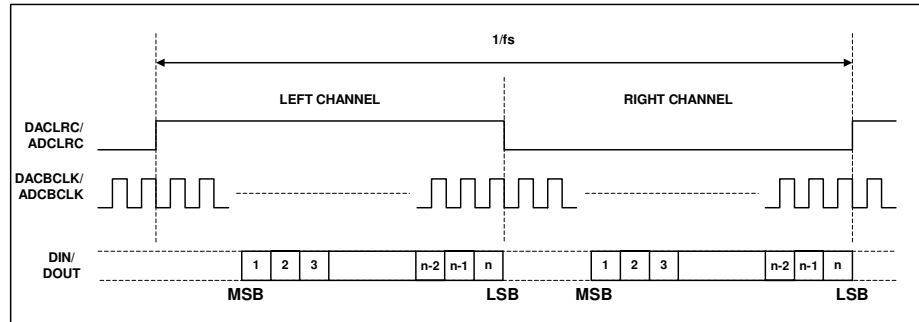 1/fs
LEFT CHANNEL
RIGHT CHANNEL
DACLRC/
ADCLRC
DACBCLK/
ADCBCLK
DIN/
DOUT
1 2 3 n-2 n-1 n 1 2 3 n-2 n-1 n
MSB LSB MSB LSB